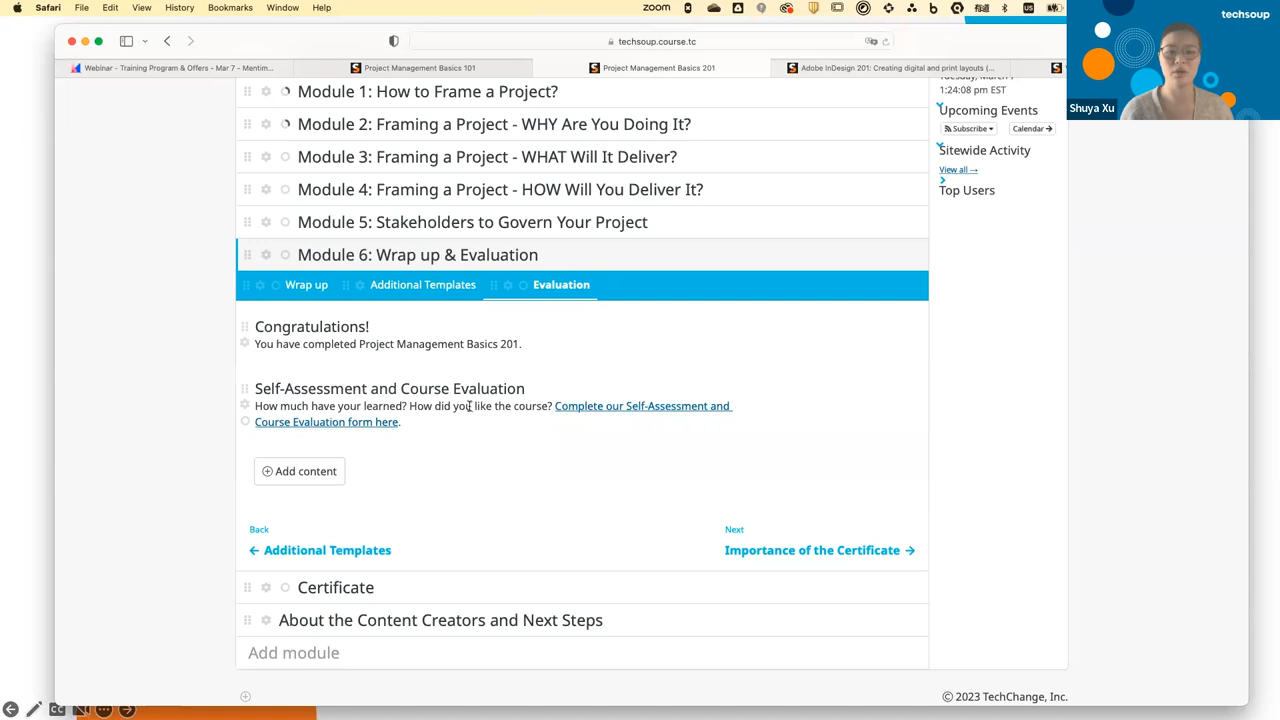 Safari File Edit View History Bookmarks Window Help
zoom
techsoup
techsoup.course.tc
Webinar - Training Program & Offers - Mar 7 - Mentim...
Project Management Basics 101
Project Management Basics 201
Adobe InDesign 201: Creating digital and print layouts (...
Shuya Xu
Module 1: How to Frame a Project?
Module 2: Framing a Project - WHY Are You Doing It?
Module 3: Framing a Project - WHAT Will It Deliver?
Module 4: Framing a Project - HOW Will You Deliver It?
Module 5: Stakeholders to Govern Your Project
Module 6: Wrap up & Evaluation
Wrap up
Additional Templates
Evaluation
Congratulations!
You have completed Project Management Basics 201.
Self-Assessment and Course Evaluation
How much have your learned? How did you like the course? Complete our Self-Assessment and
Course Evaluation form here.
Add content
Back
← Additional Templates
Next
Importance of the Certificate →
Certificate
About the Content Creators and Next Steps
Add module
1:24:08 pm EST
Upcoming Events
Subscribe
Calendar →
Sitewide Activity
View all →
Top Users
© 2023 TechChange, Inc.
CC